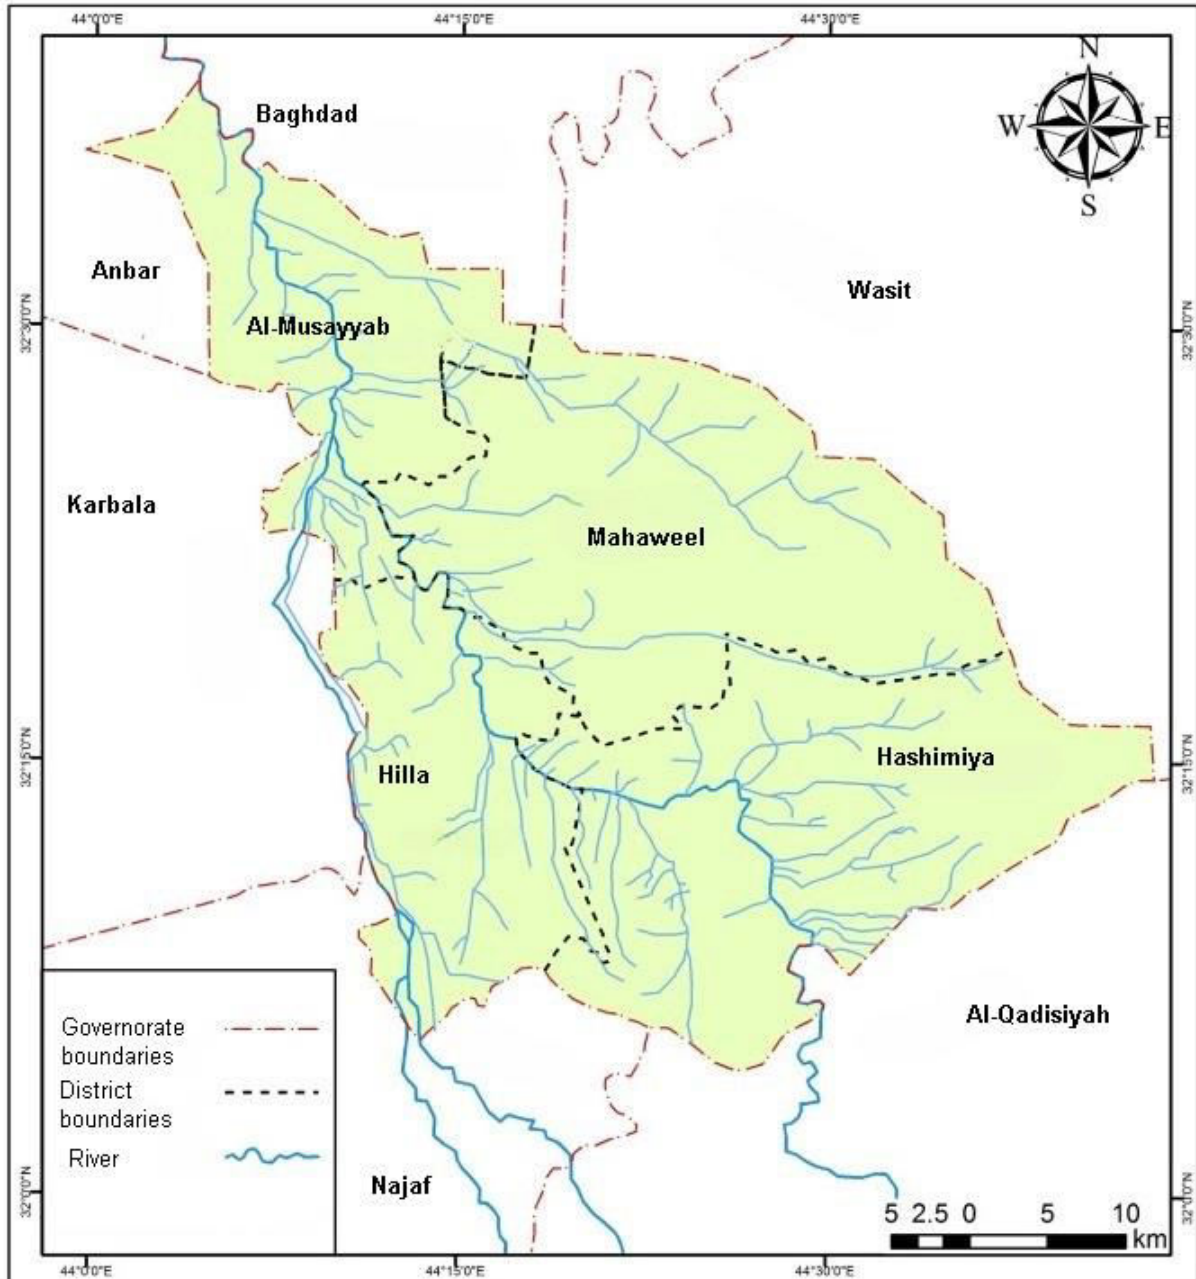 44°0'0"E 44°15'0"E 44°30'0"E
N
W E
S
Baghdad
Anbar
Wasit
32°30'0"N
Al-Musayyab
32°30'0"N
Karbala
Mahaweel
32°15'0"N
Hilla
Hashimiya
32°15'0"N
Governorate
boundaries
District
boundaries
River
Al-Qadisiyah
Najaf
32°0'0"N
32°0'0"N
5 2.5 0 5 10
km
44°0'0"E 44°15'0"E 44°30'0"E